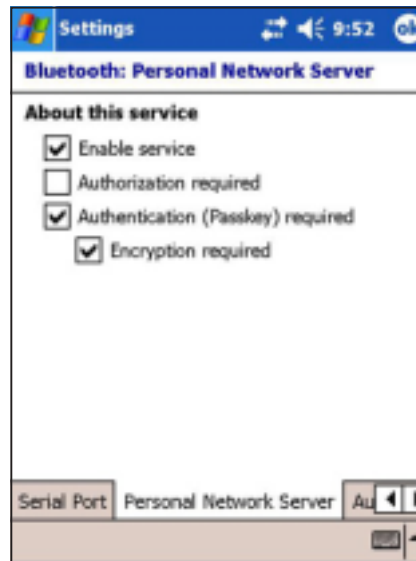 Settings 9:52 ok
Bluetooth: Personal Network Server
About this service
Enable service
Authorization required
Authentication (Passkey) required
Encryption required
Serial Port Personal Network Server Au